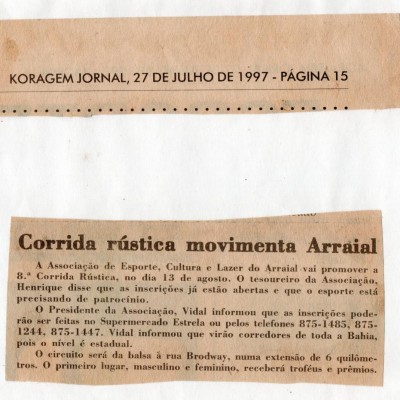 KORAGEM JORNAL, 27 DE JULHO DE 1997 - PÁGINA 15
Corrida rústica movimenta Arraial
A Associação de Esporte, Cultura e Lazer do Arraial vai promover a
8.ª Corrida Rústica, no dia 13 de agosto. O tesoureiro da Associação,
Henrique disse que as inscrições já estão abertas e que o esporte está
precisando de patrocínio.
O Presidente da Associação, Vidal informou que as inscrições pode-
rão ser feitas no Supermercado Estrela ou pelos telefones 875-1485, 875-
1244, 875-1447. Vidal informou que virão corredores de toda a Bahia,
pois o nível é estadual.
O circuito será da balsa à rua Brodway, numa extensão de 6 quilôme-
tros. O primeiro lugar, masculino e feminino, receberá troféus e prêmios.